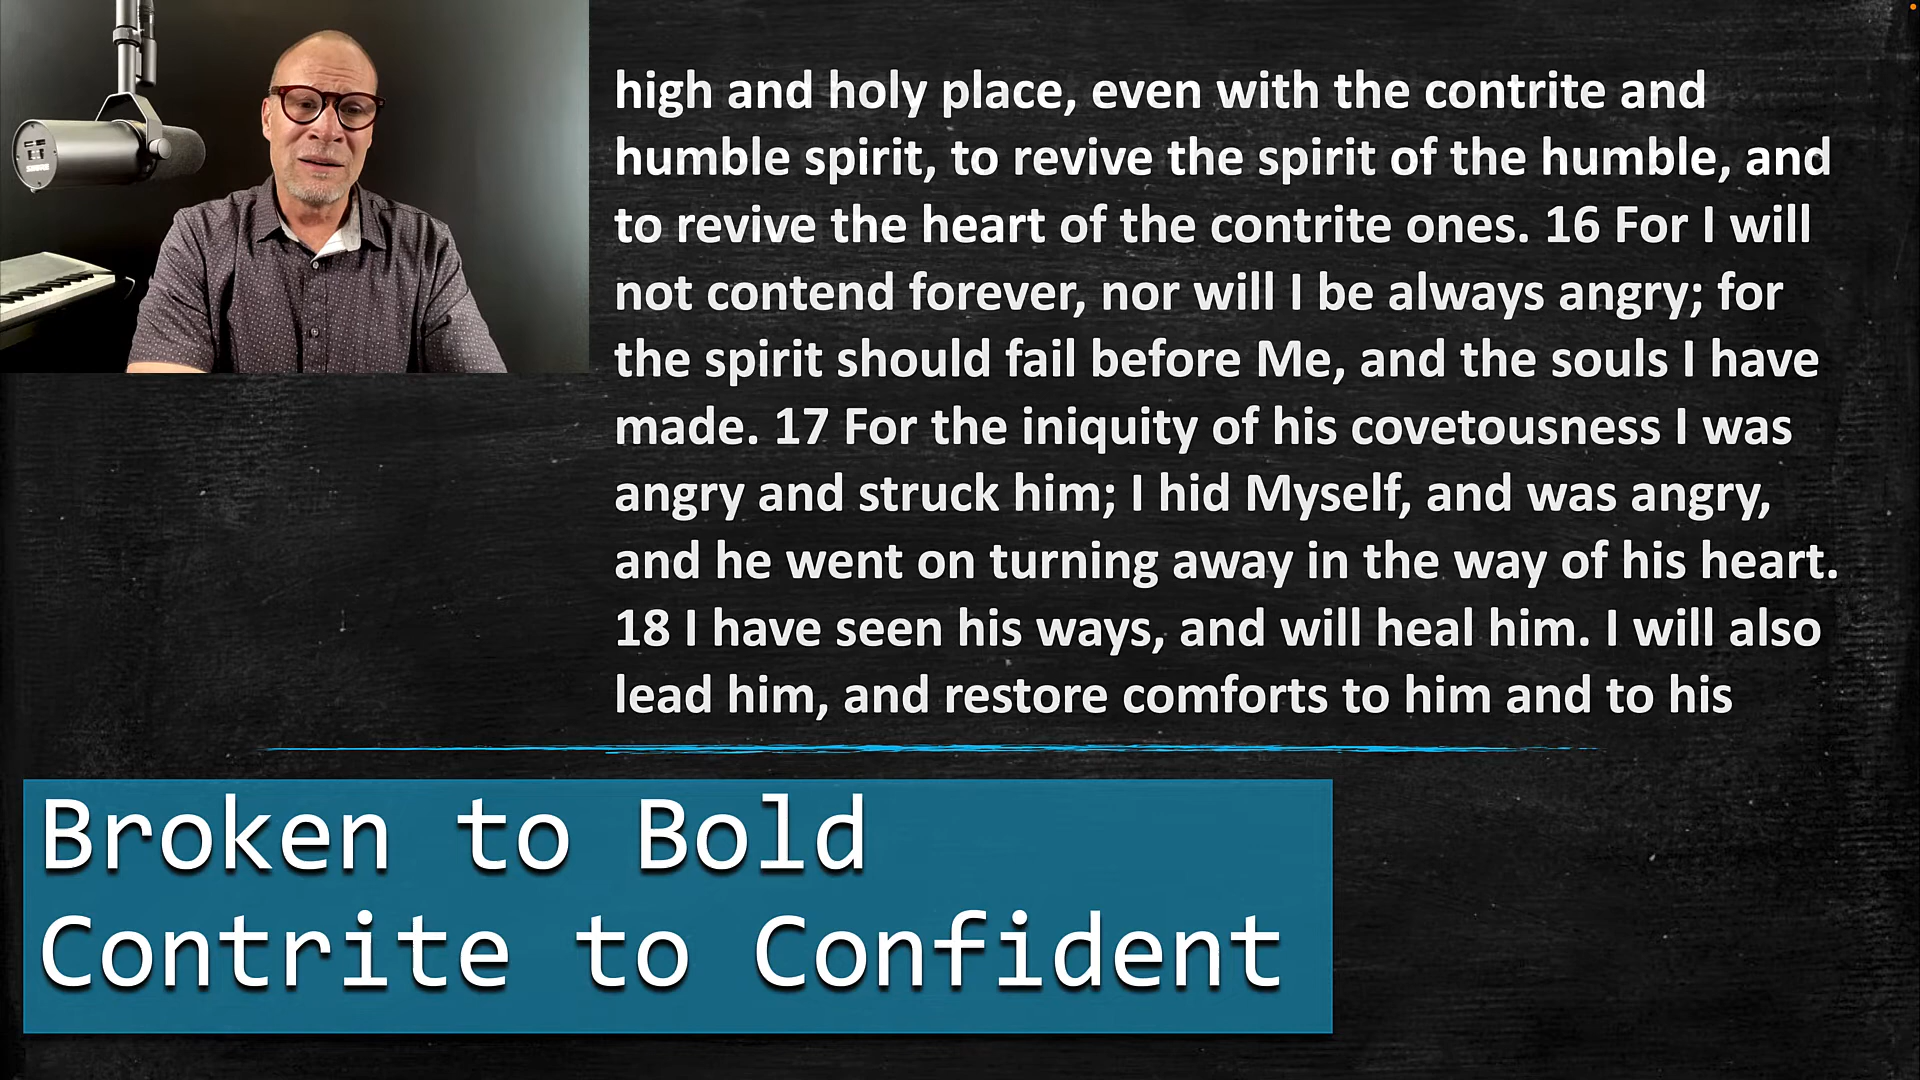 high and holy place, even with the contrite and
humble spirit, to revive the spirit of the humble, and
to revive the heart of the contrite ones. 16 For I will
not contend forever, nor will I be always angry; for
the spirit should fail before Me, and the souls I have
made. 17 For the iniquity of his covetousness I was
angry and struck him; I hid Myself, and was angry,
and he went on turning away in the way of his heart.
18 I have seen his ways, and will heal him. I will also
lead him, and restore comforts to him and to his
Broken to Bold
Contrite to Confident